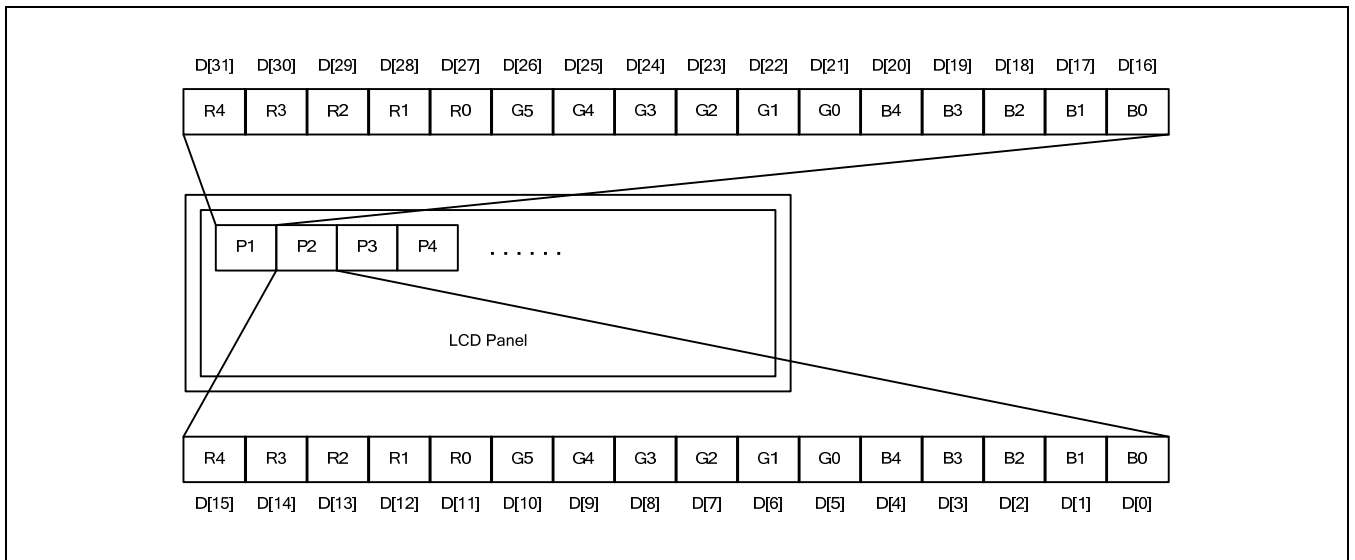 D[31] D[30] D[29] D[28] D[27] D[26] D[25] D[24] D[23] D[22] D[21] D[20] D[19] D[18] D[17] D[16]
R4 R3 R2 R1 R0 G5 G4 G3 G2 G1 G0 B4 B3 B2 B1 B0
P1 P2 P3 P4 . . . . . .
LCD Panel
R4 R3 R2 R1 R0 G5 G4 G3 G2 G1 G0 B4 B3 B2 B1 B0
D[15] D[14] D[13] D[12] D[11] D[10] D[9] D[8] D[7] D[6] D[5] D[4] D[3] D[2] D[1] D[0]